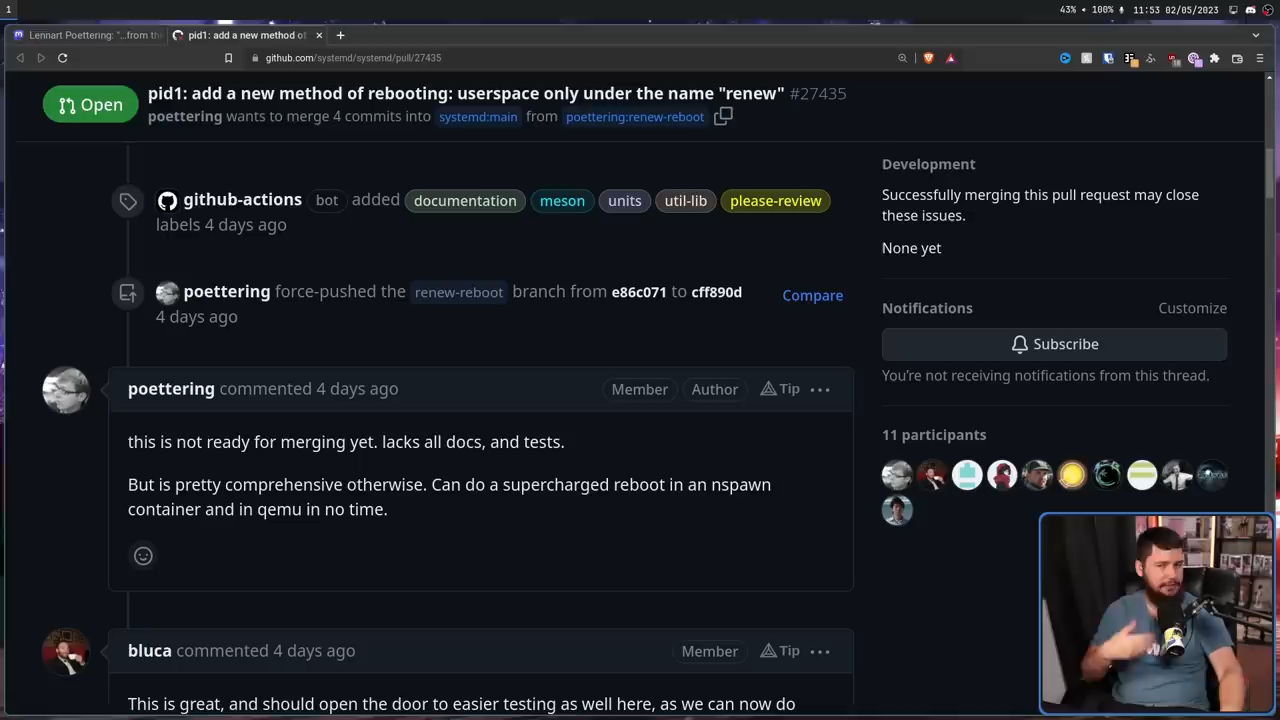 1
43%
100%
11:53 02/05/2023
Lennart Poettering: "...from th
pid1: add a new method of
github.com/systemd/systemd/pull/27435
Open
pid1: add a new method of rebooting: userspace only under the name "renew" #27435
poettering wants to merge 4 commits into systemd:main from poettering:renew-reboot
github-actions bot added documentation meson units util-lib please-review
labels 4 days ago
poettering force-pushed the renew-reboot branch from e86c071 to cff890d
4 days ago
Compare
poettering commented 4 days ago
Member
Author
Tip
this is not ready for merging yet. lacks all docs, and tests.
But is pretty comprehensive otherwise. Can do a supercharged reboot in an nspawn
container and in qemu in no time.
bluca commented 4 days ago
Member
Tip
This is great, and should open the door to easier testing as well here, as we can now do
Development
Successfully merging this pull request may close
these issues.
None yet
Notifications
Customize
Subscribe
You're not receiving notifications from this thread.
11 participants